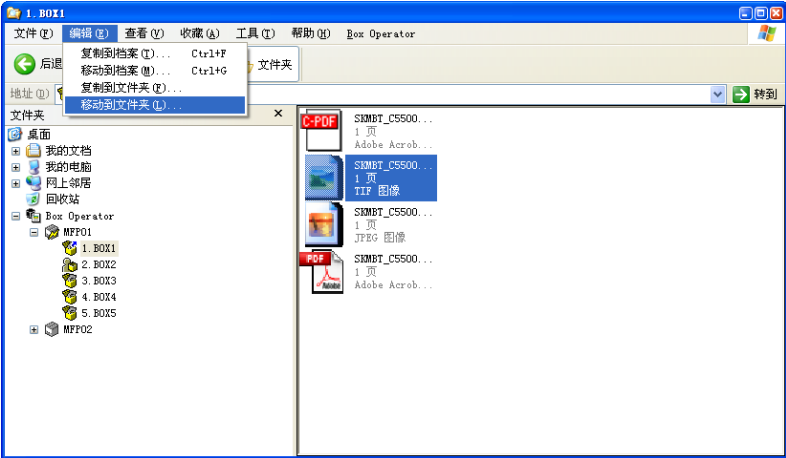 1. BOX1
文件(F) 编辑(E) 查看(V) 收藏(A) 工具(T) 帮助(H) Box Operator
后退 文件夹
复制到档案(T)... Ctrl+F
移动到档案(M)... Ctrl+G
复制到文件夹(F)...
移动到文件夹(L)...
地址(D) 转到
文件夹
桌面
我的文档
我的电脑
网上邻居
回收站
Box Operator
MFP01
1. BOX1
2. BOX2
3. BOX3
4. BOX4
5. BOX5
MFP02
C-PDF
SKMBT_C5500...
1 页
Adobe Acrob...
SKMBT_C5500...
1 页
TIF 图像
SKMBT_C5500...
1 页
JPEG 图像
PDF
Adobe
SKMBT_C5500...
1 页
Adobe Acrob...